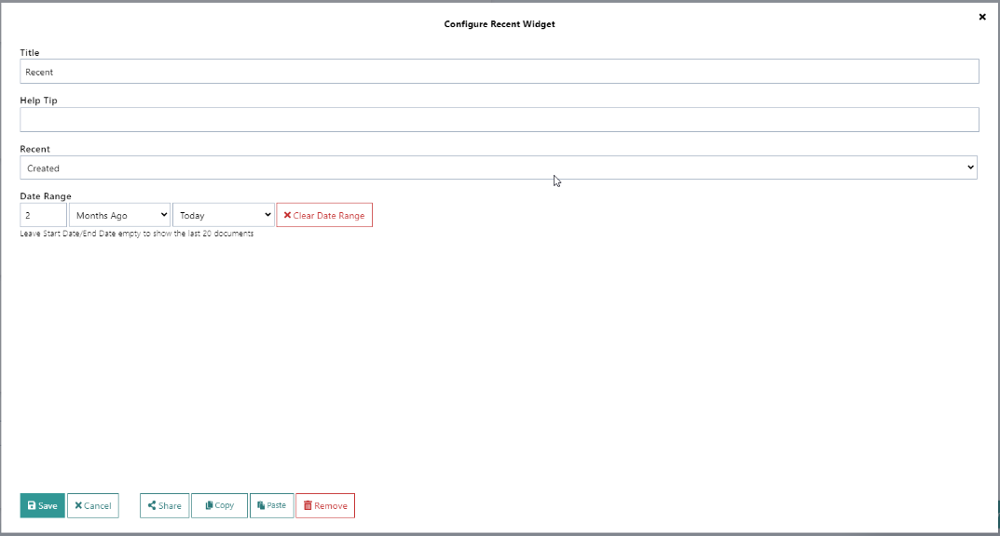 Configure Recent Widget
Title
Recent
Help Tip
Recent
Created
Date Range
2 Months Ago Today Clear Date Range
Leave Start Date/End Date empty to show the last 20 documents
Save Cancel Share Copy Paste Remove